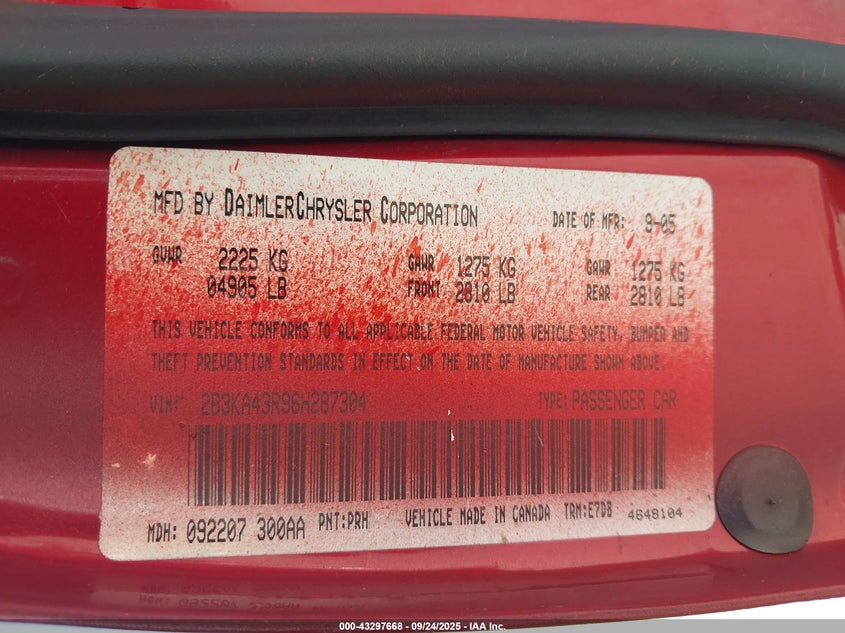 MFD BY DAIMLERCHRYSLER CORPORATION DATE OF MFR: 9-05
GVWR 2225 KG GAWR 1275 KG GAWR 1275 KG
04905 LB FRONT 2810 LB REAR 2810 LB
THIS VEHICLE CONFORMS TO ALL APPLICABLE FEDERAL MOTOR VEHICLE SAFETY, BUMPER AND
THEFT PREVENTION STANDARDS IN EFFECT ON THE DATE OF MANUFACTURE SHOWN ABOVE.
VIN: 2B3KA43R96H287304 TYPE: PASSENGER CAR
MDH: 092207 300AA PNT:PRH VEHICLE MADE IN CANADA TRM:E7D8 4648104
000-43297668 - 09/24/2025 - IAA Inc.